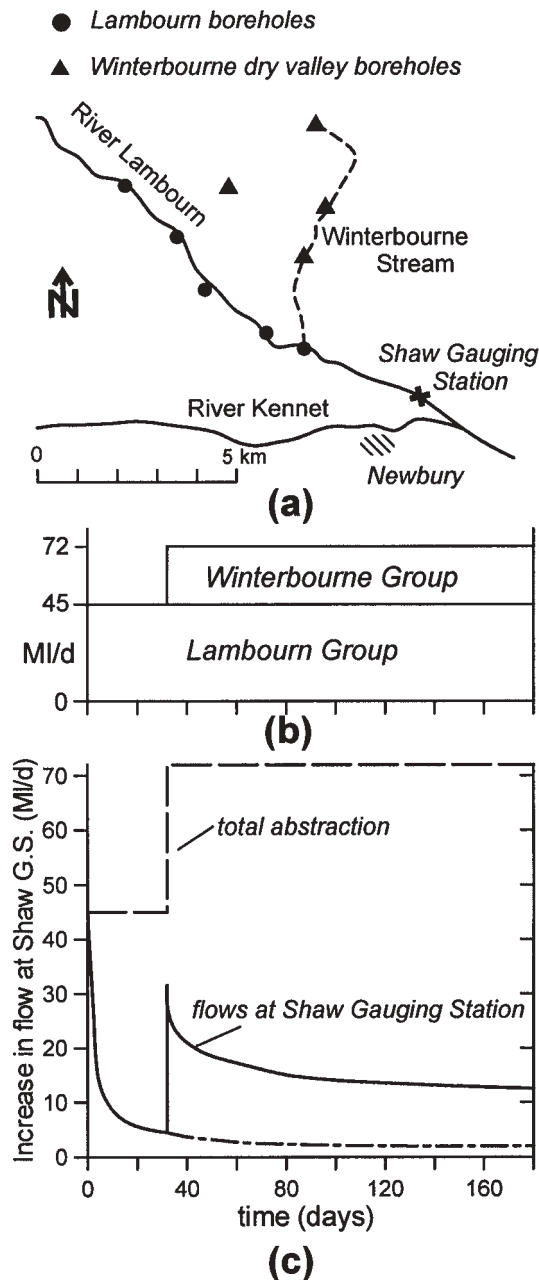 Lambourn boreholes
Winterbourne dry valley boreholes
River Lambourn
Winterbourne
Stream
N
Shaw Gauging
Station
River Kennet
0 5 km
Newbury
(a)
72
Winterbourne Group
45
Ml/d
Lambourn Group
0
(b)
Increase in flow at Shaw G.S. (Ml/d)
70
total abstraction
60
50
40
30
flows at Shaw Gauging Station
20
10
0
0 40 80 120 160
time (days)
(c)